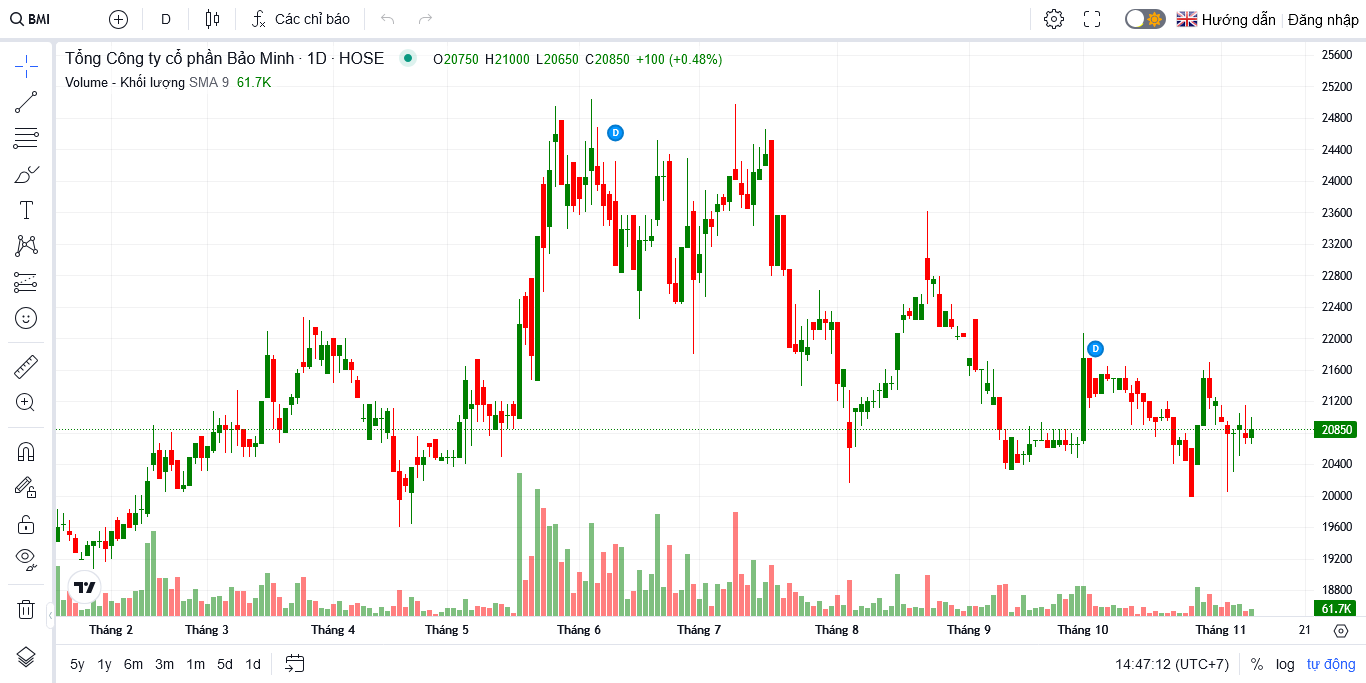 BMI D Các chỉ báo Hướng dẫn Đăng nhập
Tổng Công ty cổ phần Bảo Minh · 1D · HOSE O20750 H21000 L20650 C20850 +100 (+0.48%)
Volume - Khối lượng SMA 9 61.7K
25600
25200
24800
24400
24000
23600
23200
22800
22400
22000
21600
21200
20850
20400
20000
19600
19200
18800
61.7K
D
D
Tháng 2 Tháng 3 Tháng 4 Tháng 5 Tháng 6 Tháng 7 Tháng 8 Tháng 9 Tháng 10 Tháng 11 21
5y 1y 6m 3m 1m 5d 1d 14:47:12 (UTC+7) % log tự động